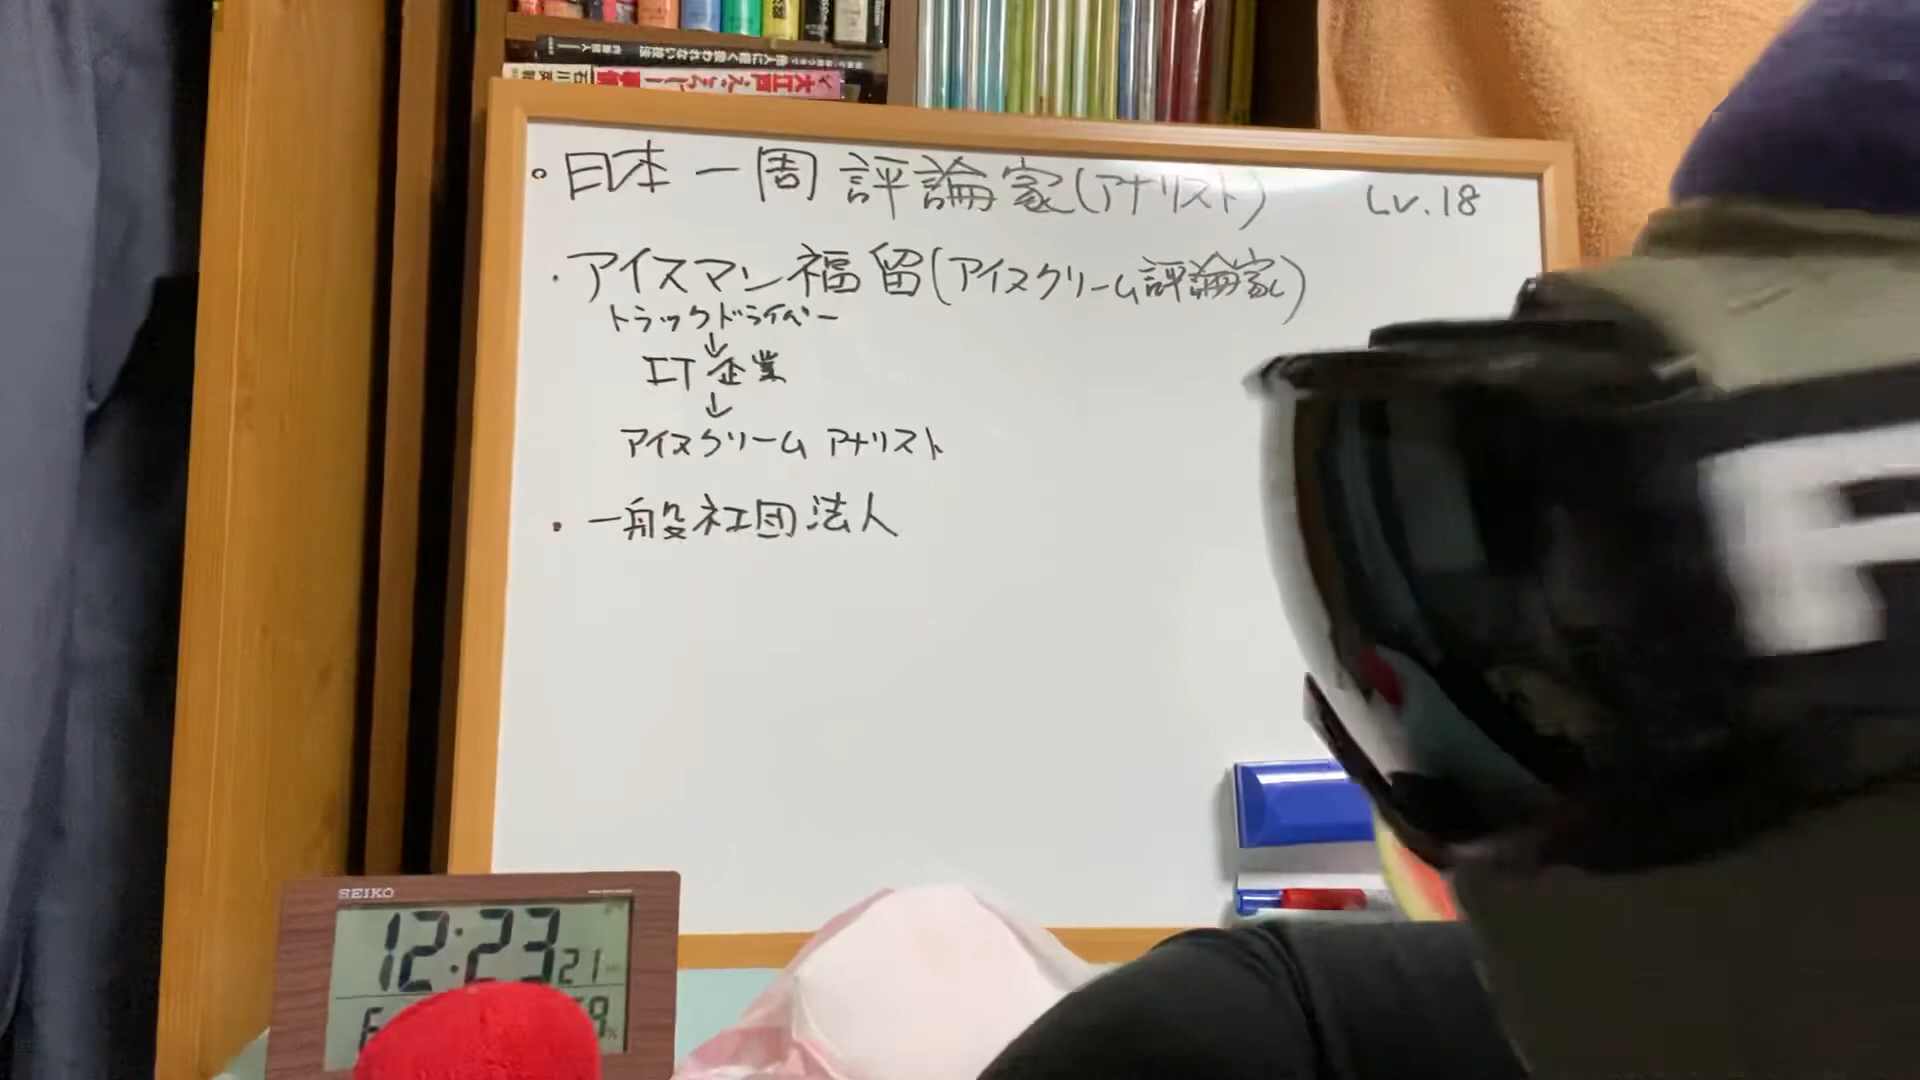 。日本一周評論家(アナリスト) Lv.18
・アイスマン福留(アイスクリーム評論家)
トラックドライバー
↓
IT企業
↓
アイスクリーム アナリスト
・一般社団法人
SEIKO
12:23 21